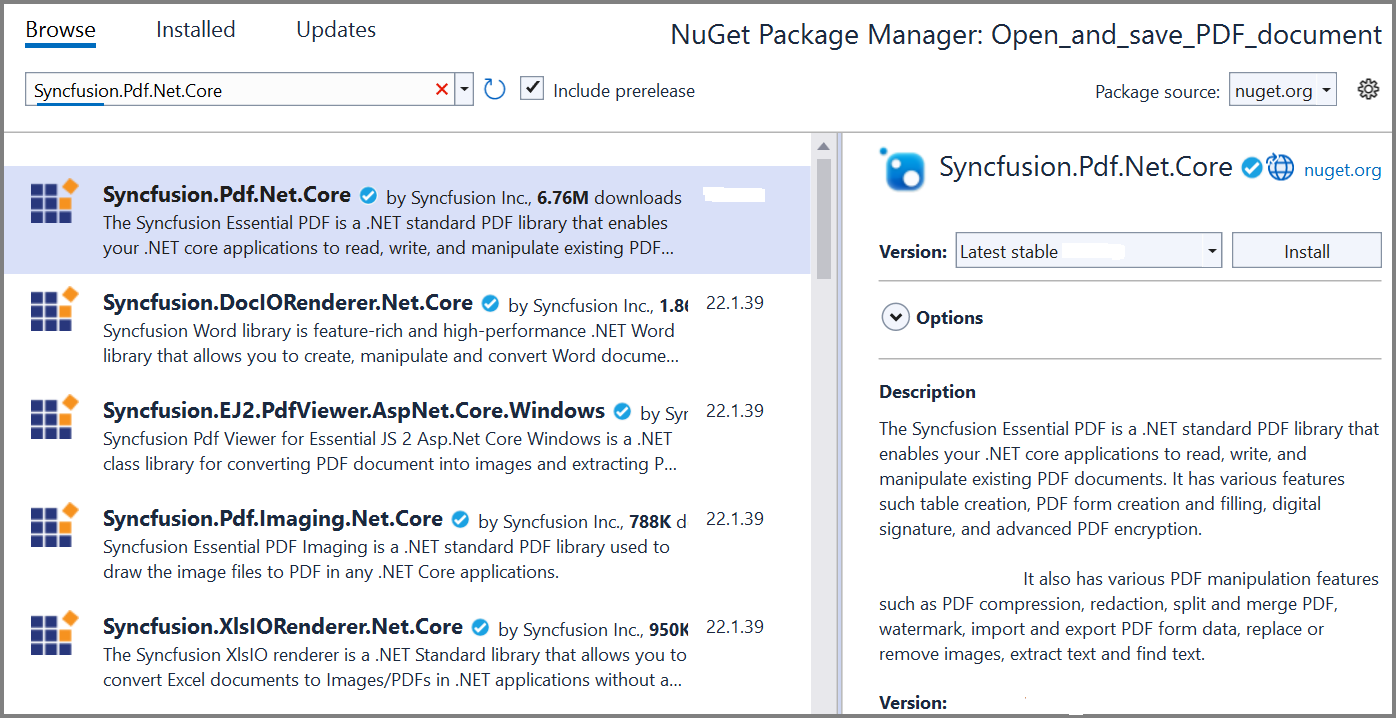 Browse Installed Updates
NuGet Package Manager: Open_and_save_PDF_document
Syncfusion.Pdf.Net.Core
Include prerelease
Package source: nuget.org
Syncfusion.Pdf.Net.Core by Syncfusion Inc., 6.76M downloads
The Syncfusion Essential PDF is a .NET standard PDF library that enables
your .NET core applications to read, write, and manipulate existing PDF...
Syncfusion.DocIORenderer.Net.Core by Syncfusion Inc., 22.1.39
Syncfusion Word library is feature-rich and high-performance .NET Word
library that allows you to create, manipulate and convert Word docume...
Syncfusion.EJ2.PdfViewer.AspNet.Core.Windows by 22.1.39
Syncfusion Pdf Viewer for Essential JS 2 Asp.Net Core Windows is a .NET
class library for converting PDF document into images and extracting P...
Syncfusion.Pdf.Imaging.Net.Core by Syncfusion Inc., 788K d 22.1.39
Syncfusion Essential PDF Imaging is a .NET standard PDF library used to
draw the image files to PDF in any .NET Core applications.
Syncfusion.XlsIORenderer.Net.Core by Syncfusion Inc., 950K 22.1.39
The Syncfusion XlsIO renderer is a .NET Standard library that allows you to
convert Excel documents to Images/PDFs in .NET applications without a...
Syncfusion.Pdf.Net.Core nuget.org
Version: Latest stable Install
Options
Description
The Syncfusion Essential PDF is a .NET standard PDF library that
enables your .NET core applications to read, write, and
manipulate existing PDF documents. It has various features
such table creation, PDF form creation and filling, digital
signature, and advanced PDF encryption.
It also has various PDF manipulation features
such as PDF compression, redaction, split and merge PDF,
watermark, import and export PDF form data, replace or
remove images, extract text and find text.
Version: